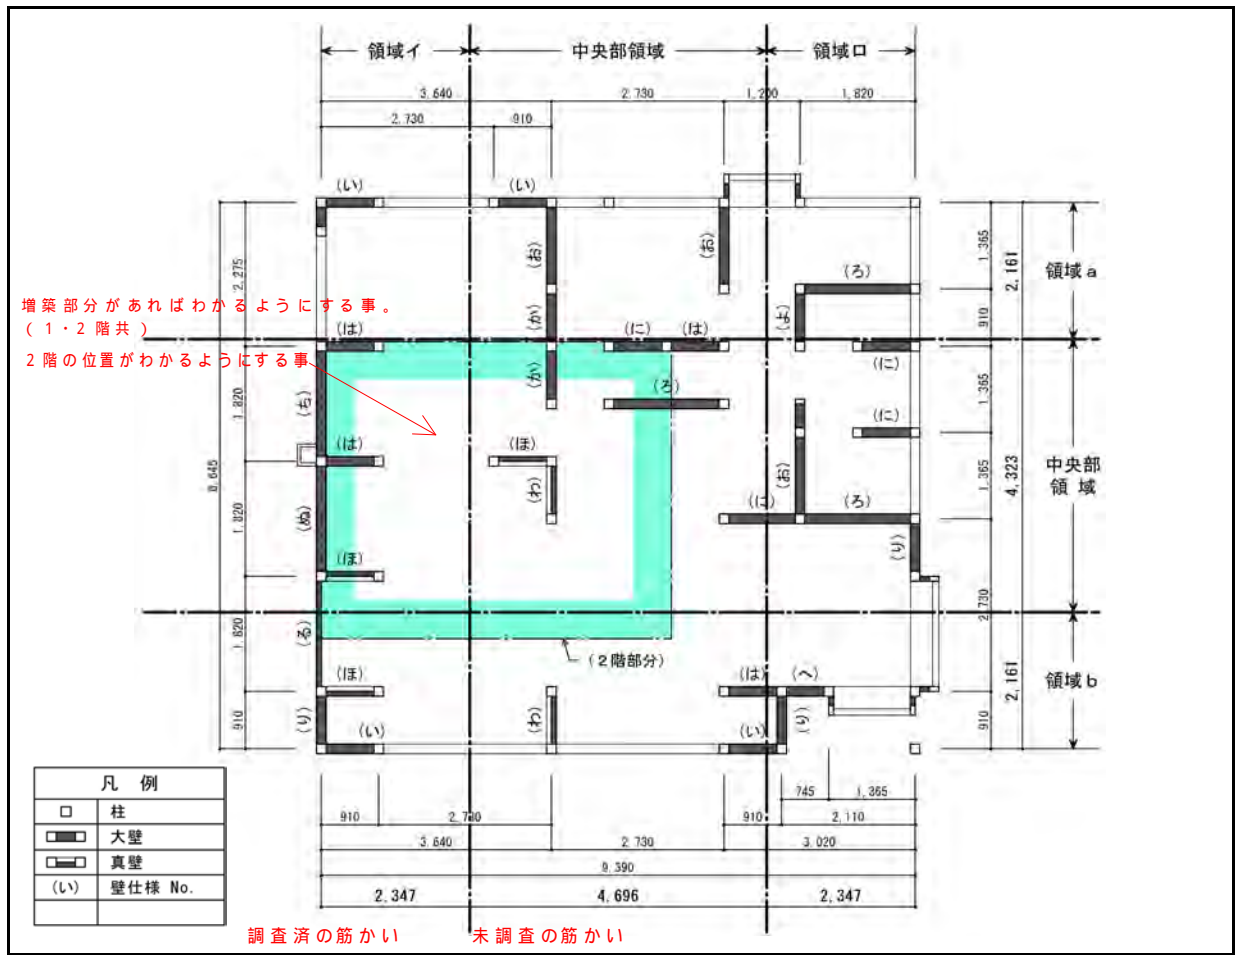 領域イ
中央部領域
領域ロ
3,640
2,730
1,200
1,820
2,730
910
(い)
(い)
(お)
(お)
(ろ)
1,365
2,161
領域a
2,275
増築部分があればわかるようにする事。
(1・2階共)
(か)
(よ)
910
(は)
(に)
(は)
2階の位置がわかるようにする事
(か)
(に)
(ろ)
1,820
(ち)
1,365
(に)
(は)
(ほ)
8,645
(わ)
(お)
1,365
4,323
中央部
領 域
(に)
(ろ)
1,820
(ぬ)
(り)
(ほ)
2,730
1,820
(る)
(2階部分)
(ほ)
(は)
(へ)
2,161
領域b
910
(り)
(い)
(わ)
(い)
(り)
910
凡 例
柱
大壁
真壁
(い)
壁仕様 No.
745
1,365
910
2,730
910
2,110
3,640
2,730
3,020
9,390
2,347
4,696
2,347
調査済の筋かい
未調査の筋かい